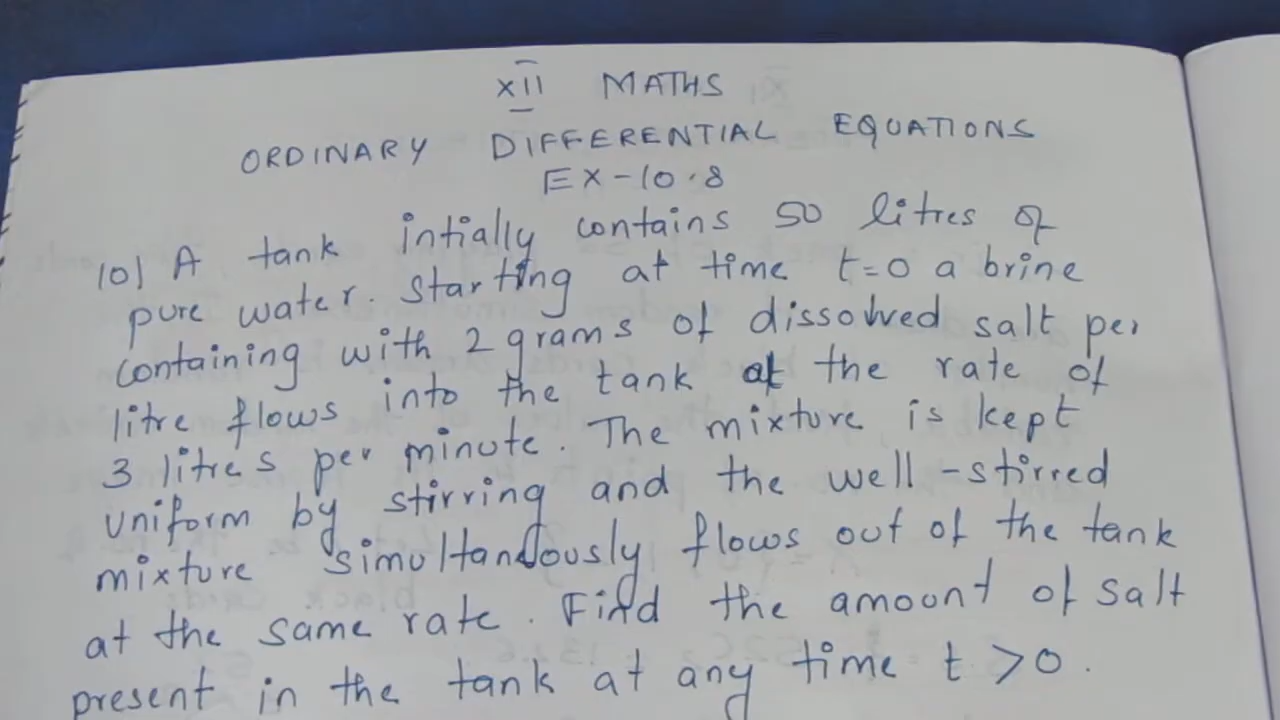 XII MATHS
ORDINARY DIFFERENTIAL EQUATIONS
EX-10.8
10) A tank intially contains 50 litres of
pure water. Starting at time t=0 a brine
containing with 2 grams of dissolved salt per
litre flows into the tank at the rate of
3 litres per minute. The mixture is kept
uniform by stirring and the well-stirred
mixture simultaneously flows out of the tank
at the same rate. Find the amount of salt
present in the tank at any time t >0.